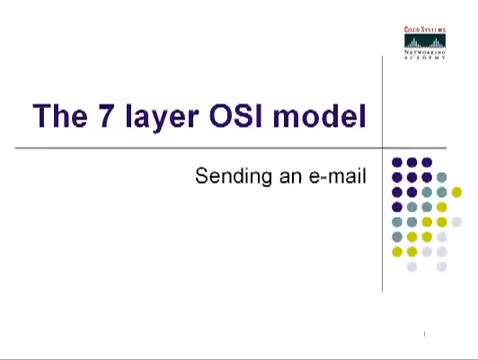 CISCO SYSTEMS
NETWORKING
ACADEMY
The 7 layer OSI model
Sending an e-mail
1